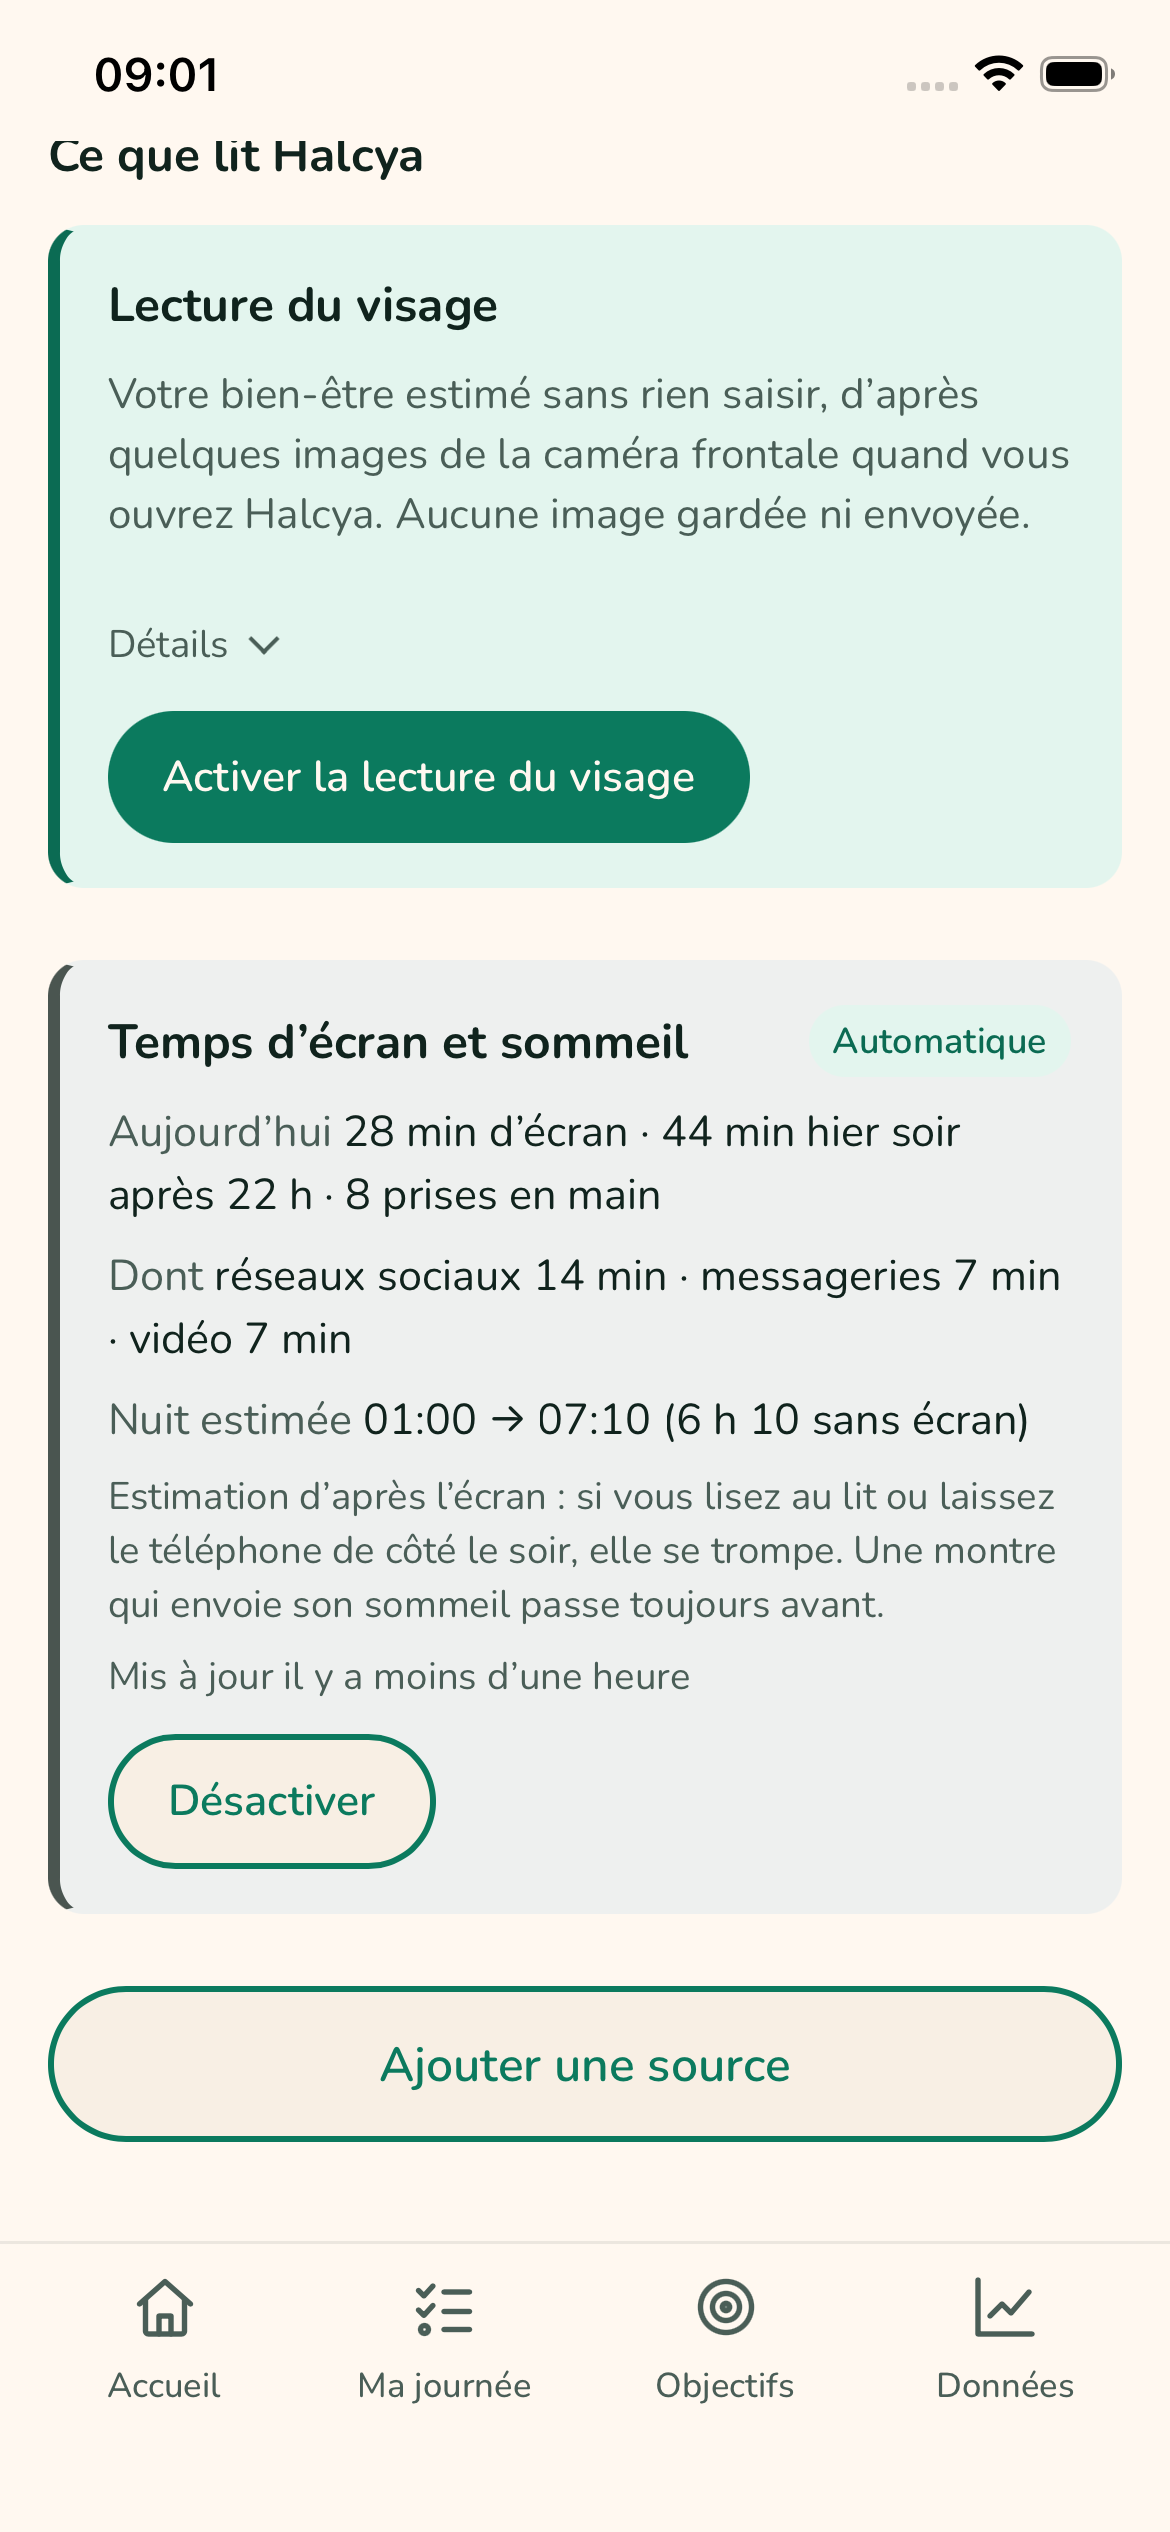 09:01
Ce que lit Halcya
Lecture du visage
Votre bien-être estimé sans rien saisir, d’après
quelques images de la caméra frontale quand vous
ouvrez Halcya. Aucune image gardée ni envoyée.
Détails
Activer la lecture du visage
Temps d’écran et sommeil
Automatique
Aujourd’hui 28 min d’écran · 44 min hier soir
après 22 h · 8 prises en main
Dont réseaux sociaux 14 min · messageries 7 min
· vidéo 7 min
Nuit estimée 01:00 → 07:10 (6 h 10 sans écran)
Estimation d’après l’écran : si vous lisez au lit ou laissez
le téléphone de côté le soir, elle se trompe. Une montre
qui envoie son sommeil passe toujours avant.
Mis à jour il y a moins d’une heure
Désactiver
Ajouter une source
Accueil
Ma journée
Objectifs
Données